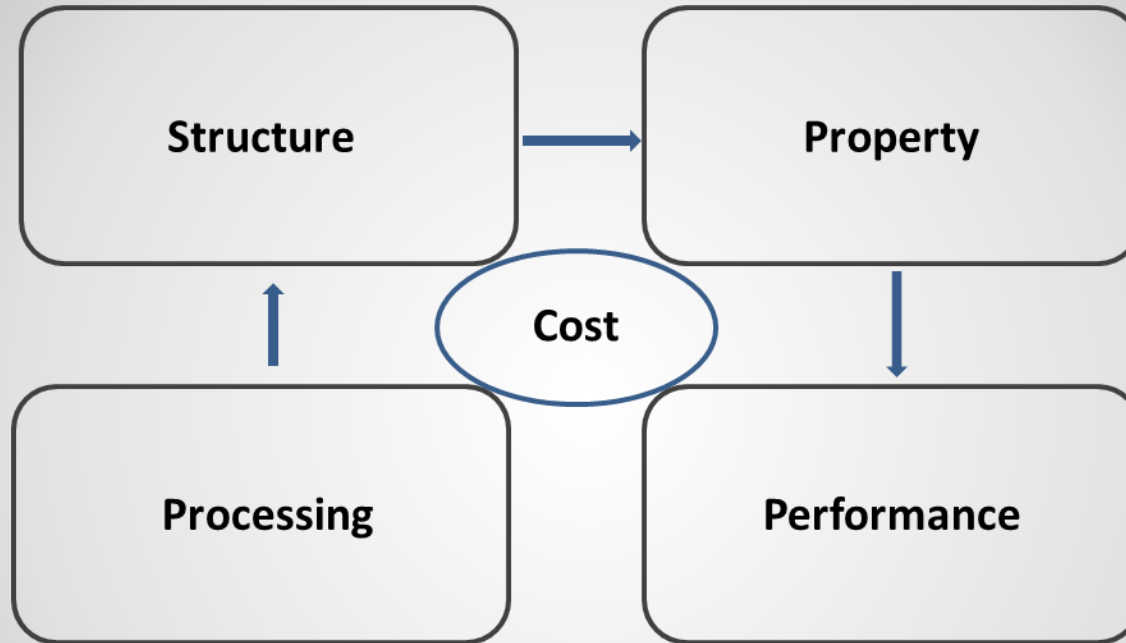 Structure
Property
Cost
Processing
Performance